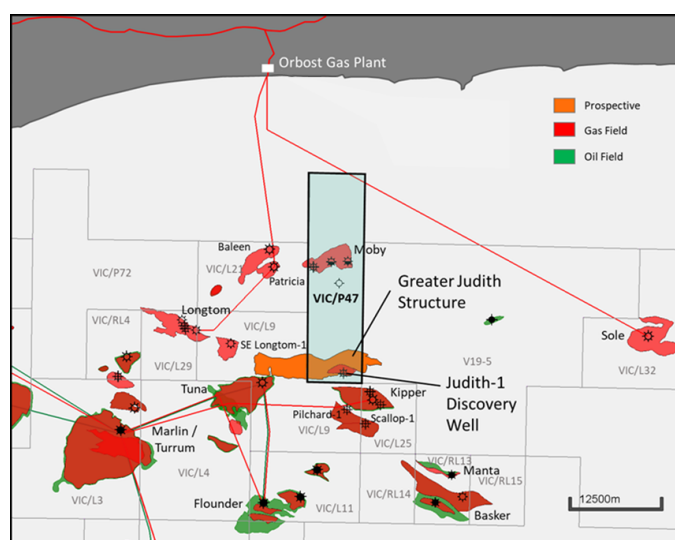 Orbost Gas Plant
Prospective
Gas Field
Oil Field
Baleen
Moby
VIC/P72
VIC/L21
Patricia
VIC/P47
Greater Judith
Structure
Longtom
VIC/RL4
VIC/L9
SE Longtom-1
Sole
VIC/L29
V19-5
VIC/L32
Tuna
Kipper
Judith-1
Discovery
Well
Pilchard-1
Scallop-1
VIC/L9
VIC/L25
Marlin /
Turrum
VIC/L4
VIC/RL13
Manta
VIC/RL15
VIC/L3
VIC/RL14
Flounder
VIC/L11
Basker
12500m